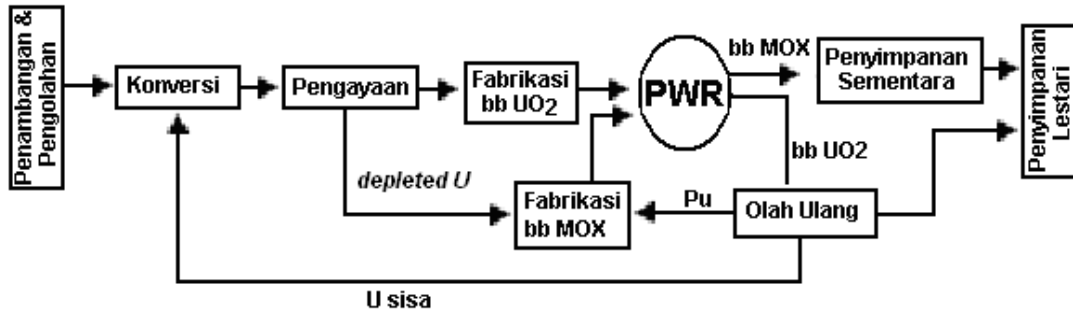 Penambangan &
Pengolahan
Konversi
Pengayaan
Fabrikasi
bb UO2
PWR
bb MOX
Penyimpanan
Sementara
Penyimpanan
Lestari
bb UO2
depleted U
Fabrikasi
bb MOX
Pu
Olah Ulang
U sisa